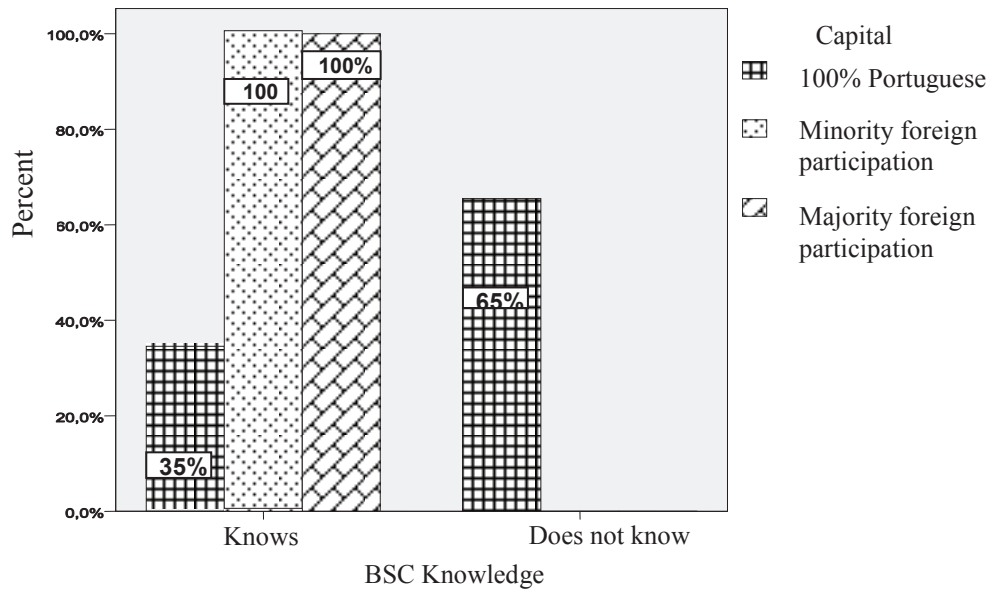 Percent
100,0%
80,0%
60,0%
40,0%
20,0%
0,0%
100
100%
35%
65%
Knows
Does not know
BSC Knowledge
Capital
100% Portuguese
Minority foreign
participation
Majority foreign
participation